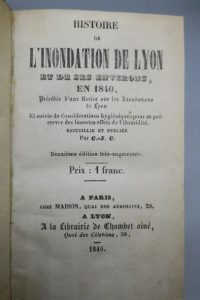 HISTOIRE
DE
L'INONDATION DE LYON
ET DE SES ENVIRONS,
EN 1840,
Précédée d'une Notice sur les Inondations
de Lyon
Et suivie de Considérations hygiéniques pour se pré-
server des funestes effets de l'humidité.
RECUEILLIE ET PUBLIÉE
Par C.-J. C.
Deuxième édition très-augmentée.
Prix : 1 franc.
A PARIS,
CHEZ MAISON, QUAI DES AUGUSTINS, 29.
A LYON,
A la librairie de Chambet aîné,
Quai des Célestins,
1840.